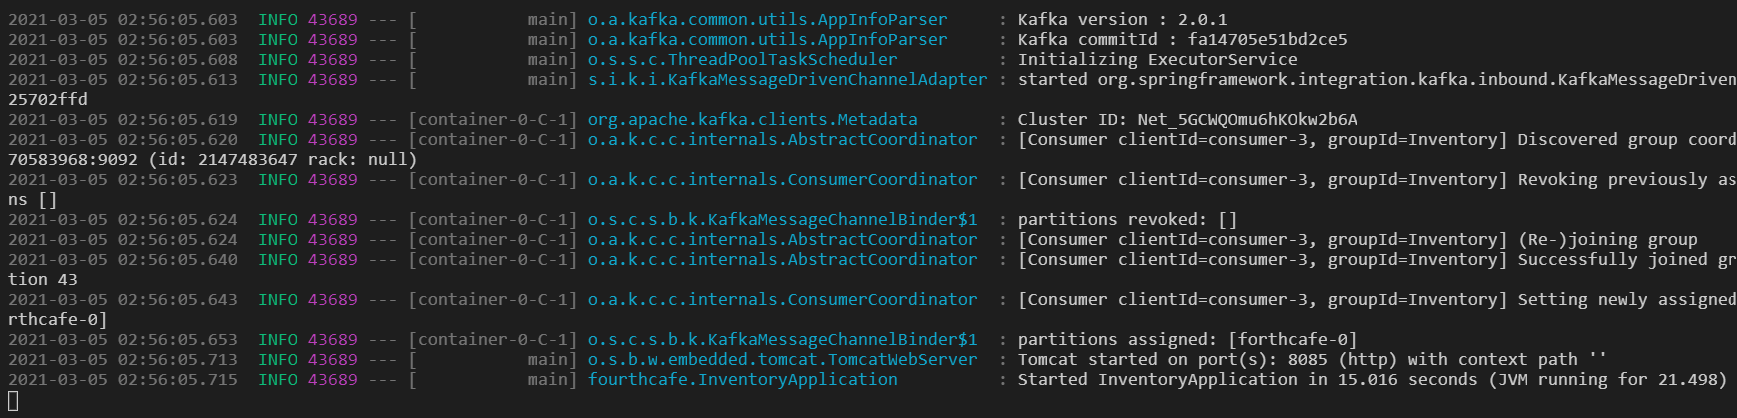 2021-03-05 02:56:05.603  INFO 43689 --- [           main] o.a.kafka.common.utils.AppInfoParser     : Kafka version : 2.0.1
2021-03-05 02:56:05.603  INFO 43689 --- [           main] o.a.kafka.common.utils.AppInfoParser     : Kafka commitId : fa14705e51bd2ce5
2021-03-05 02:56:05.608  INFO 43689 --- [           main] o.s.s.c.ThreadPoolTaskScheduler          : Initializing ExecutorService
2021-03-05 02:56:05.613  INFO 43689 --- [           main] s.i.k.i.KafkaMessageDrivenChannelAdapter : started org.springframework.integration.kafka.inbound.KafkaMessageDriven
25702ffd
2021-03-05 02:56:05.619  INFO 43689 --- [container-0-C-1] org.apache.kafka.clients.Metadata        : Cluster ID: Net_5GCWQOmu6hKOkw2b6A
2021-03-05 02:56:05.620  INFO 43689 --- [container-0-C-1] o.a.k.c.c.internals.AbstractCoordinator  : [Consumer clientId=consumer-3, groupId=Inventory] Discovered group coord
70583968:9092 (id: 2147483647 rack: null)
2021-03-05 02:56:05.623  INFO 43689 --- [container-0-C-1] o.a.k.c.c.internals.ConsumerCoordinator  : [Consumer clientId=consumer-3, groupId=Inventory] Revoking previously as
ns []
2021-03-05 02:56:05.624  INFO 43689 --- [container-0-C-1] o.s.c.s.b.k.KafkaMessageChannelBinder$1  : partitions revoked: []
2021-03-05 02:56:05.624  INFO 43689 --- [container-0-C-1] o.a.k.c.c.internals.AbstractCoordinator  : [Consumer clientId=consumer-3, groupId=Inventory] (Re-)joining group
2021-03-05 02:56:05.640  INFO 43689 --- [container-0-C-1] o.a.k.c.c.internals.AbstractCoordinator  : [Consumer clientId=consumer-3, groupId=Inventory] Successfully joined gr
tion 43
2021-03-05 02:56:05.643  INFO 43689 --- [container-0-C-1] o.a.k.c.c.internals.ConsumerCoordinator  : [Consumer clientId=consumer-3, groupId=Inventory] Setting newly assigned
rthcafe-0]
2021-03-05 02:56:05.653  INFO 43689 --- [container-0-C-1] o.s.c.s.b.k.KafkaMessageChannelBinder$1  : partitions assigned: [forthcafe-0]
2021-03-05 02:56:05.713  INFO 43689 --- [           main] o.s.b.w.embedded.tomcat.TomcatWebServer  : Tomcat started on port(s): 8085 (http) with context path ''
2021-03-05 02:56:05.715  INFO 43689 --- [           main] fourthcafe.InventoryApplication          : Started InventoryApplication in 15.016 seconds (JVM running for 21.498)